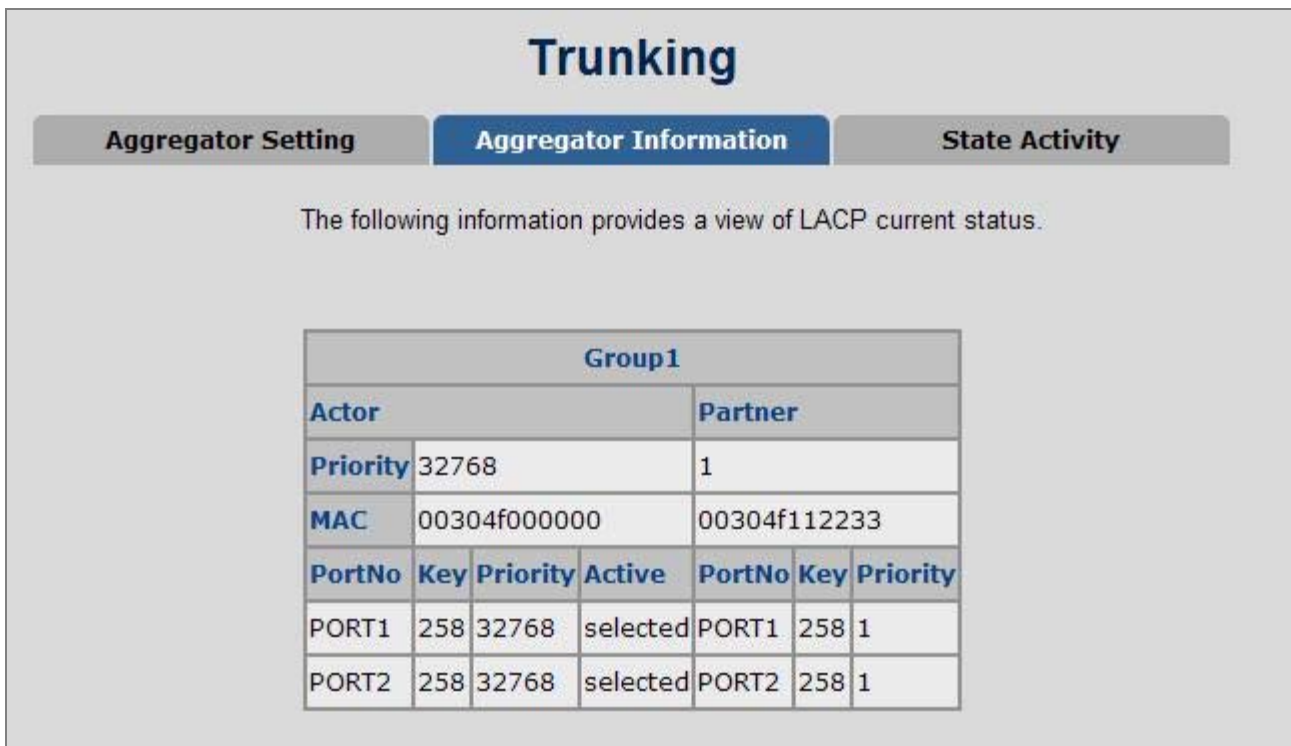 Trunking
Aggregator Setting Aggregator Information State Activity
The following information provides a view of LACP current status.
Group1
Actor Partner
Priority 32768 1
MAC 00304f000000 00304f112233
PortNo Key Priority Active PortNo Key Priority
PORT1 258 32768 selected PORT1 258 1
PORT2 258 32768 selected PORT2 258 1